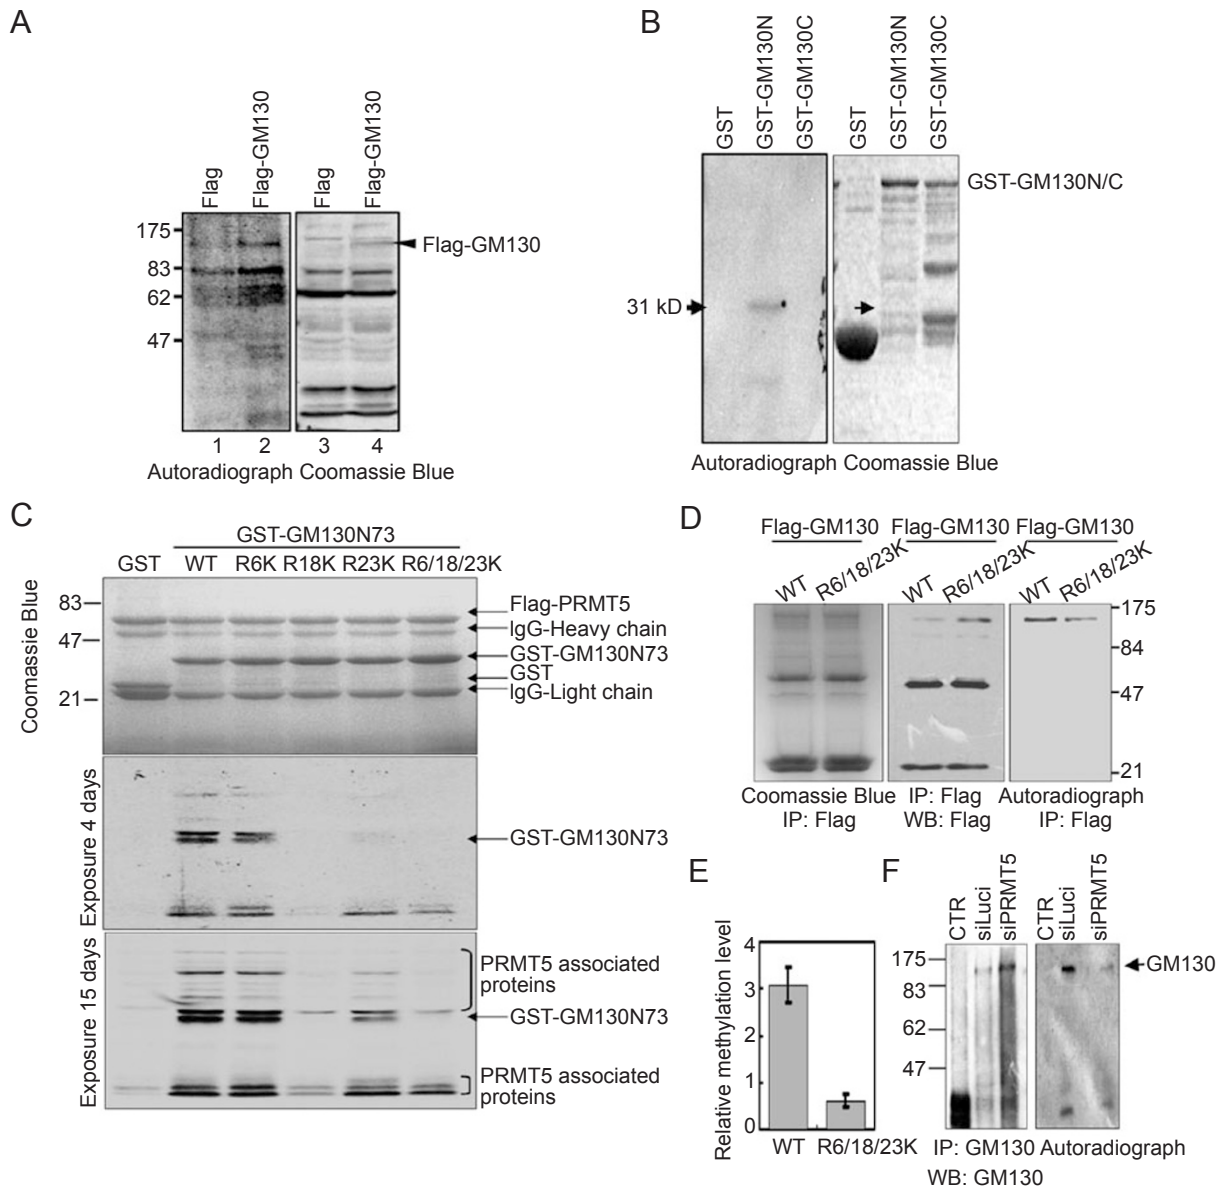 A
Flag
Flag-GM130
Flag
Flag-GM130
175
83
62
47
Flag-GM130
1 2 3 4
Autoradiograph Coomassie Blue
B
GST
GST-GM130N
GST-GM130C
GST
GST-GM130N
GST-GM130C
GST-GM130N/C
31 kD
Autoradiograph Coomassie Blue
C
GST-GM130N73
GST WT R6K R18K R23K R6/18/23K
Coomassie Blue
83
47
21
Flag-PRMT5
IgG-Heavy chain
GST-GM130N73
GST
IgG-Light chain
Exposure 4 days
GST-GM130N73
Exposure 15 days
PRMT5 associated
proteins
GST-GM130N73
PRMT5 associated
proteins
D
Flag-GM130 Flag-GM130 Flag-GM130
WT R6/18/23K WT R6/18/23K WT R6/18/23K
175
84
47
21
Coomassie Blue
IP: Flag
IP: Flag
WB: Flag
Autoradiograph
IP: Flag
E
Relative methylation level
4
3
2
1
0
WT R6/18/23K
F
CTR
siLuci
siPRMT5
CTR
siLuci
siPRMT5
175
83
62
47
GM130
IP: GM130 Autoradiograph
WB: GM130